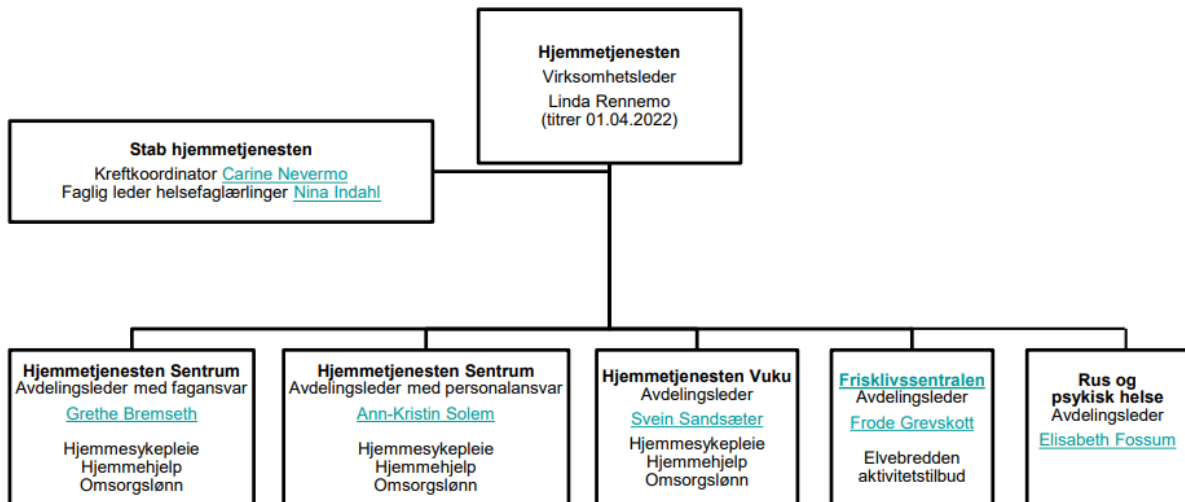 Hjemmetjenesten
Virksomhetsleder
Linda Rennemo
(titrer 01.04.2022)
Stab hjemmetjenesten
Kreftkoordinator Carine Nevermo
Faglig leder helsefaglærlinger Nina Indahl
Hjemmetjenesten Sentrum
Avdelingsleder med fagansvar
Grethe Bremseth
Hjemmesykepleie
Hjemmehjelp
Omsorgslønn
Hjemmetjenesten Sentrum
Avdelingsleder med personalansvar
Ann-Kristin Solem
Hjemmesykepleie
Hjemmehjelp
Omsorgslønn
Hjemmetjenesten Vuku
Avdelingsleder
Svein Sandsæter
Hjemmesykepleie
Hjemmehjelp
Omsorgslønn
Frisklivssentralen
Avdelingsleder
Frode Grevskott
Elvebredden
aktivitetstilbud
Rus og
psykisk helse
Avdelingsleder
Elisabeth Fossum